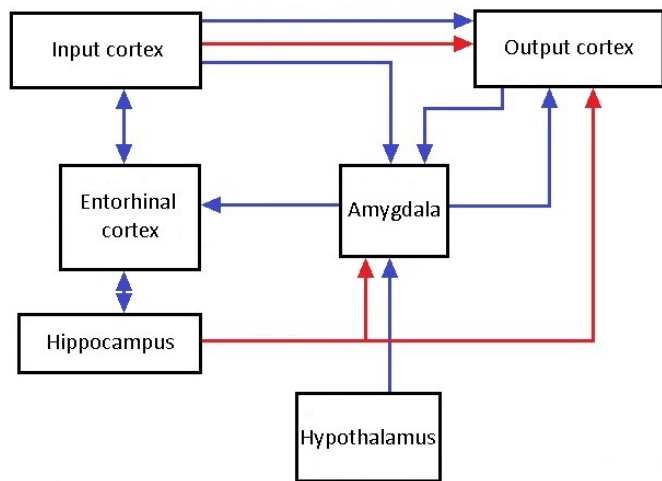 Input cortex
Output cortex
Entorhinal
cortex
Amygdala
Hippocampus
Hypothalamus